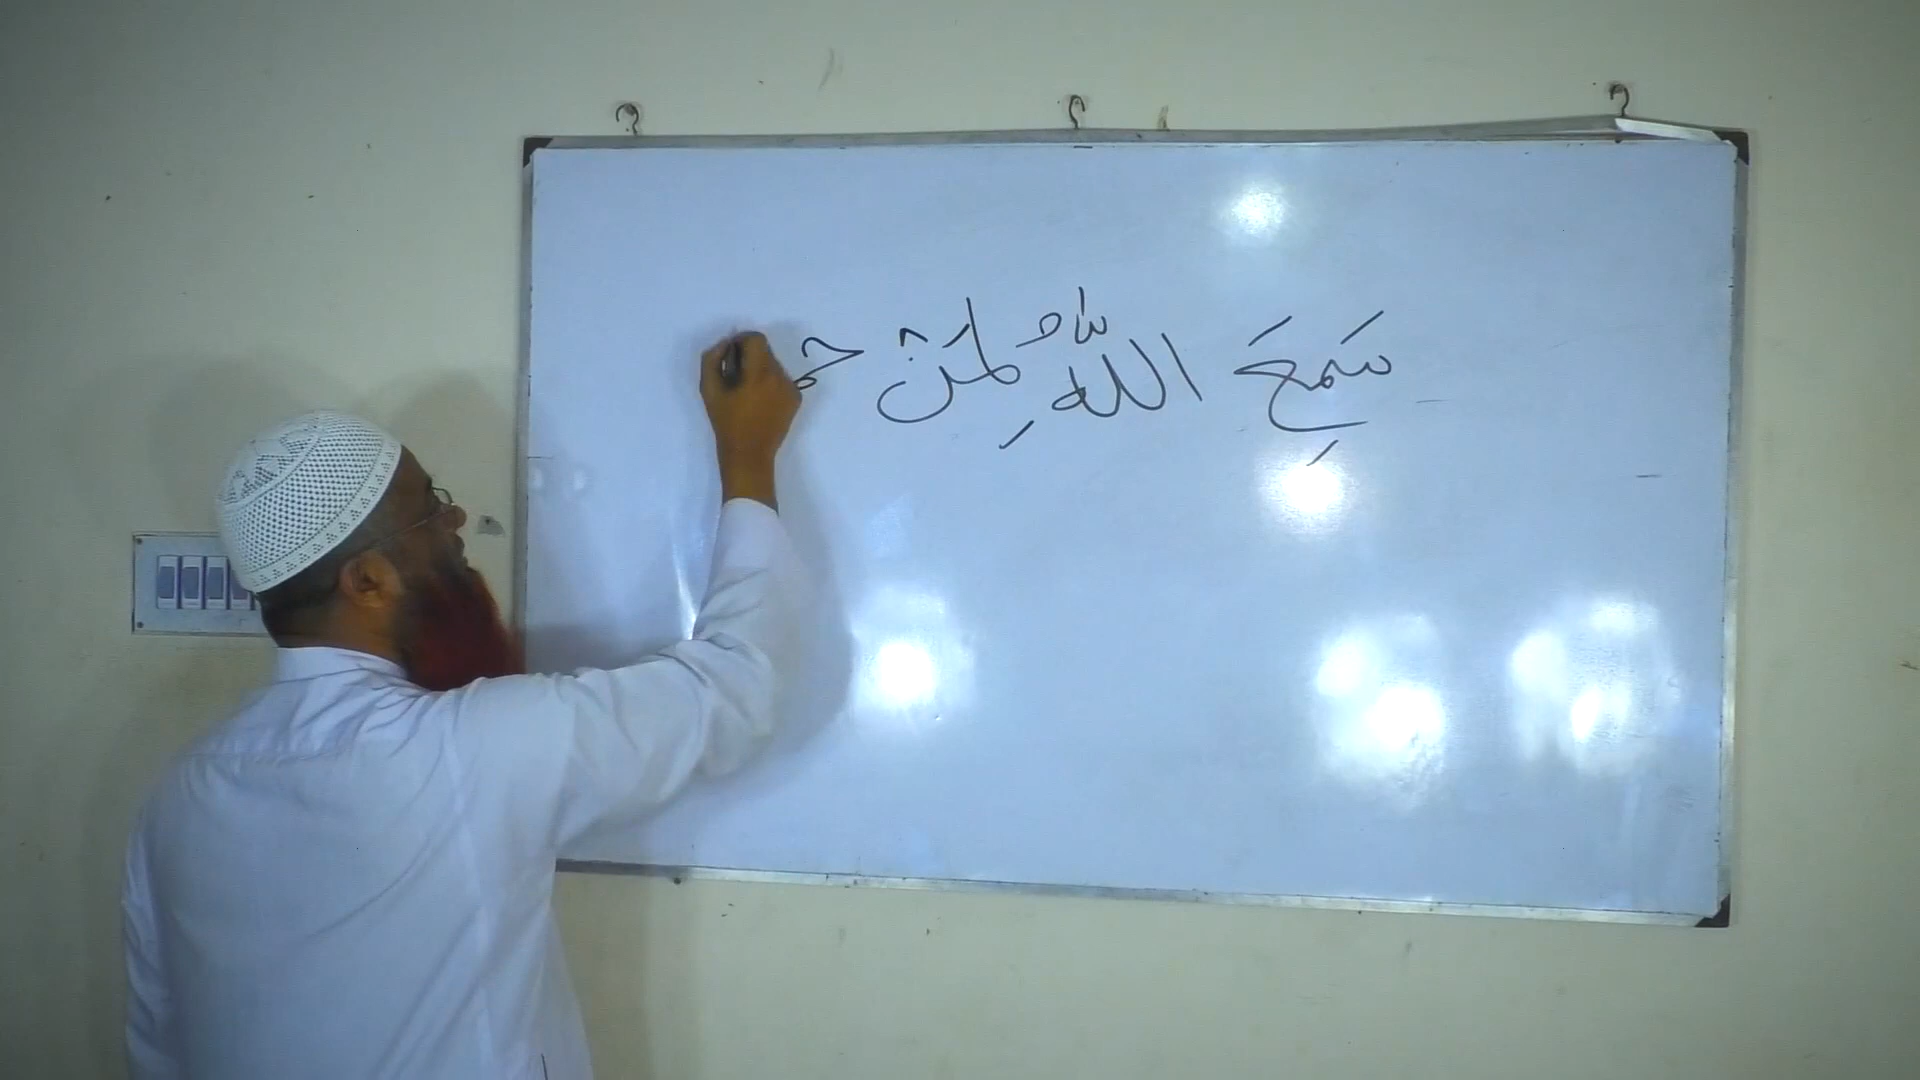 سَمِعَ اللّٰهُ لِمَنْ حَم